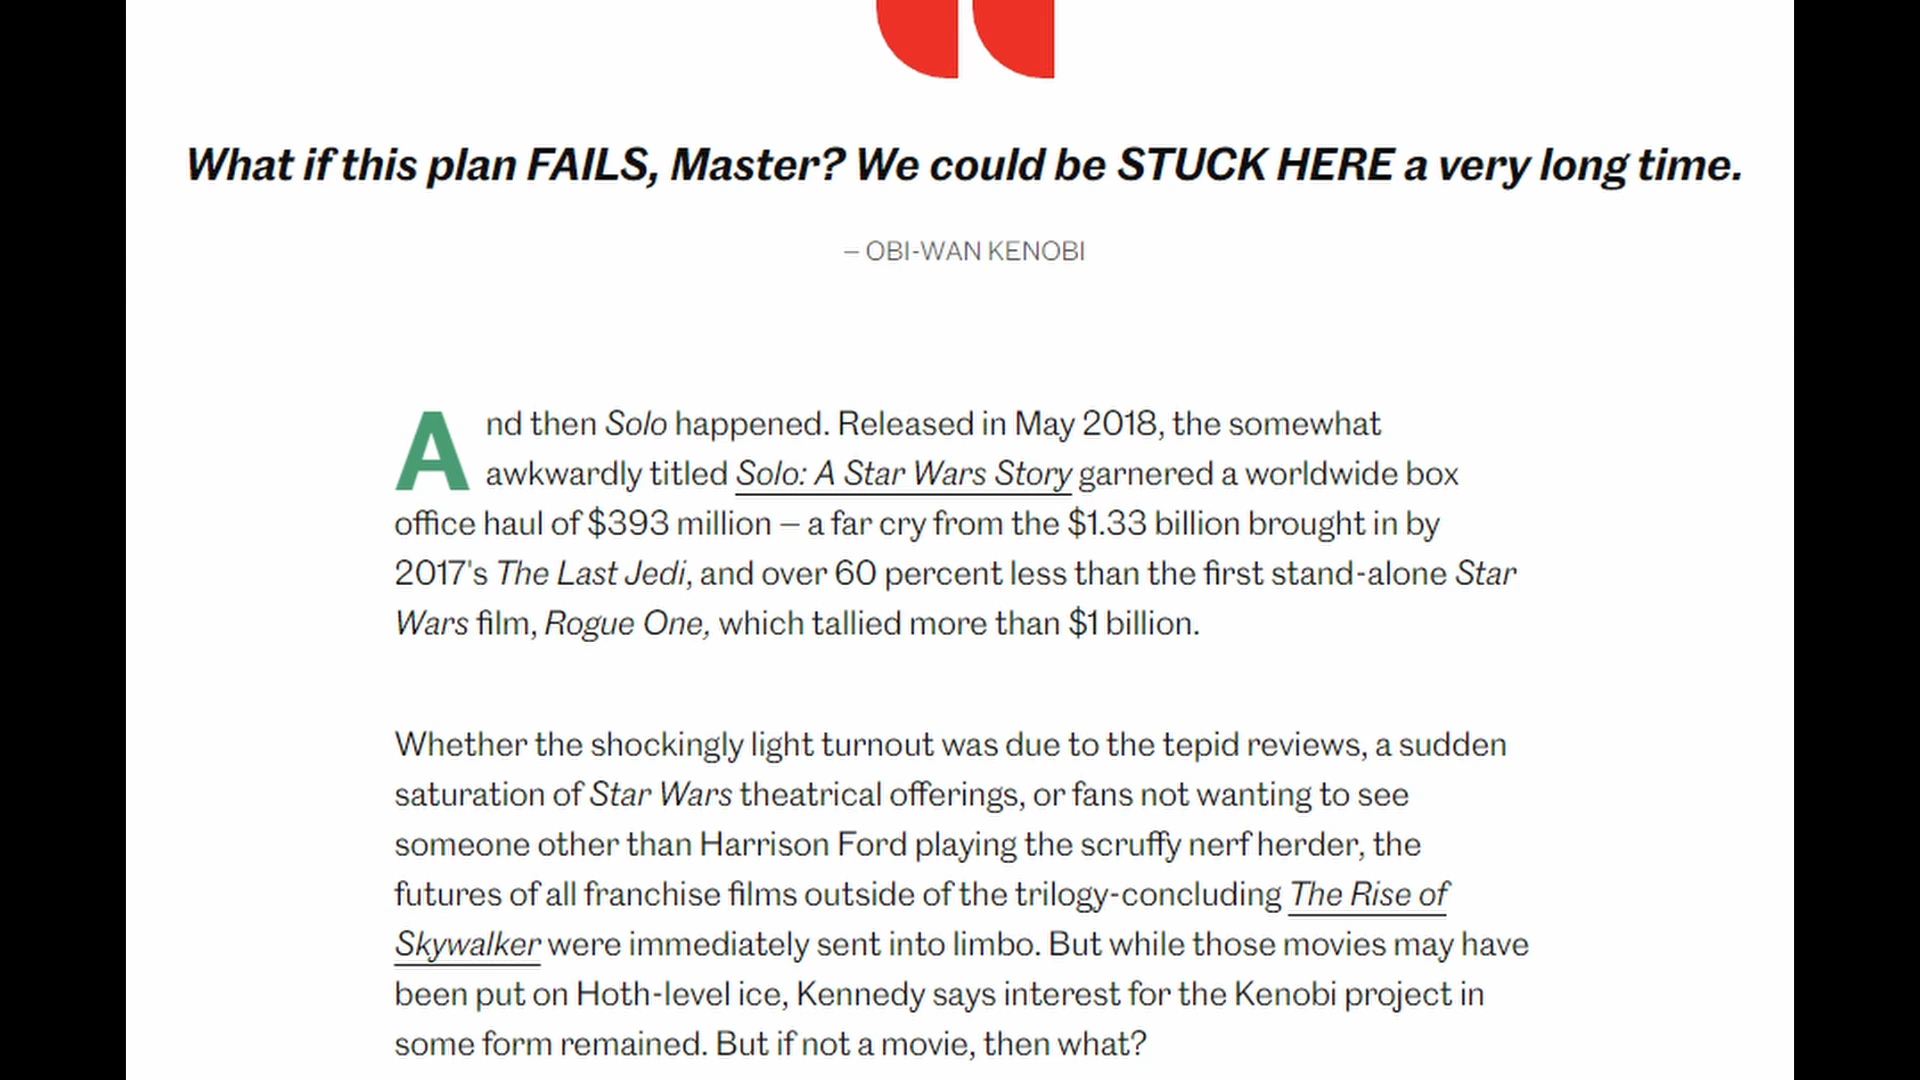 What if this plan FAILS, Master? We could be STUCK HERE a very long time.
– OBI-WAN KENOBI
And then Solo happened. Released in May 2018, the somewhat
awkwardly titled Solo: A Star Wars Story garnered a worldwide box
office haul of $393 million – a far cry from the $1.33 billion brought in by
2017's The Last Jedi, and over 60 percent less than the first stand-alone Star
Wars film, Rogue One, which tallied more than $1 billion.
Whether the shockingly light turnout was due to the tepid reviews, a sudden
saturation of Star Wars theatrical offerings, or fans not wanting to see
someone other than Harrison Ford playing the scruffy nerf herder, the
futures of all franchise films outside of the trilogy-concluding The Rise of
Skywalker were immediately sent into limbo. But while those movies may have
been put on Hoth-level ice, Kennedy says interest for the Kenobi project in
some form remained. But if not a movie, then what?